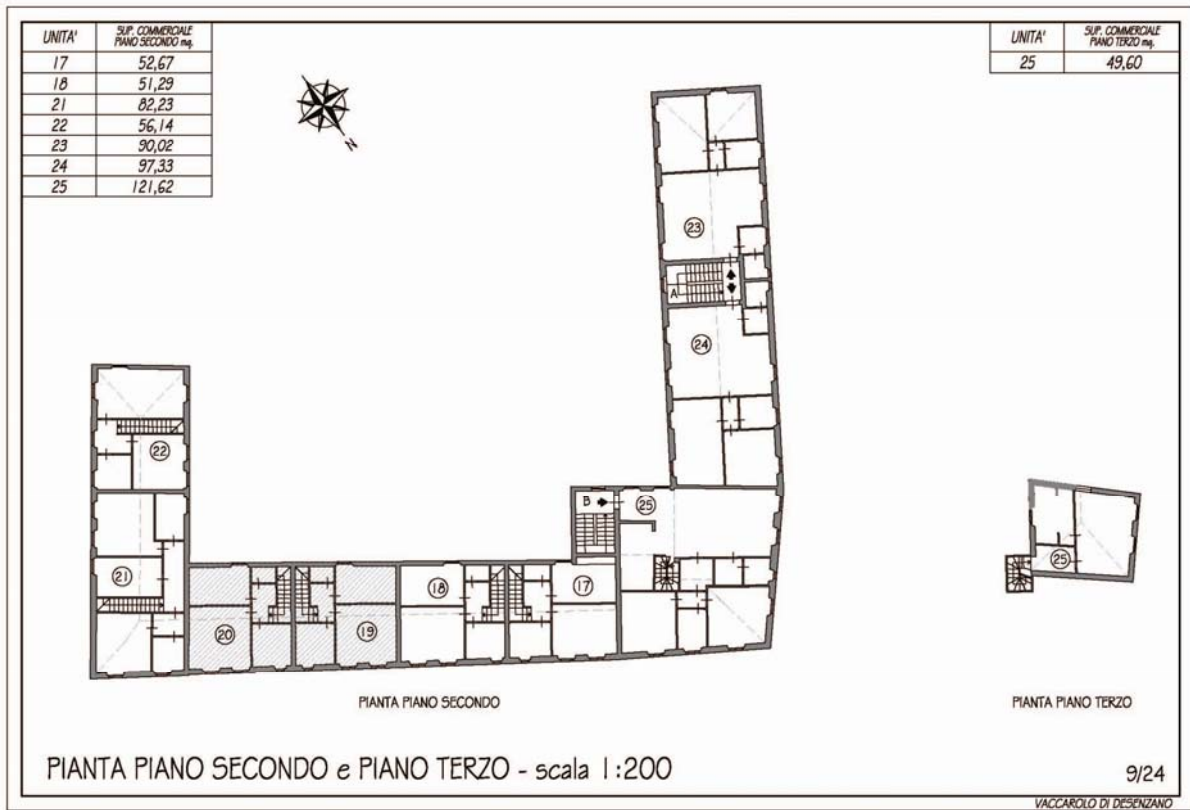 UNITA' SUP. COMMERCIALE PIANO SECONDO mq.
17 52,67
18 51,29
21 82,23
22 56,14
23 90,02
24 97,33
25 121,62
UNITA' SUP. COMMERCIALE PIANO TERZO mq.
25 49,60
N
23
A
24
22
B
25
21
18
17
20
19
25
PIANTA PIANO SECONDO
PIANTA PIANO TERZO
PIANTA PIANO SECONDO e PIANO TERZO - scala 1:200
9/24
VACCAROLO DI DESENZANO